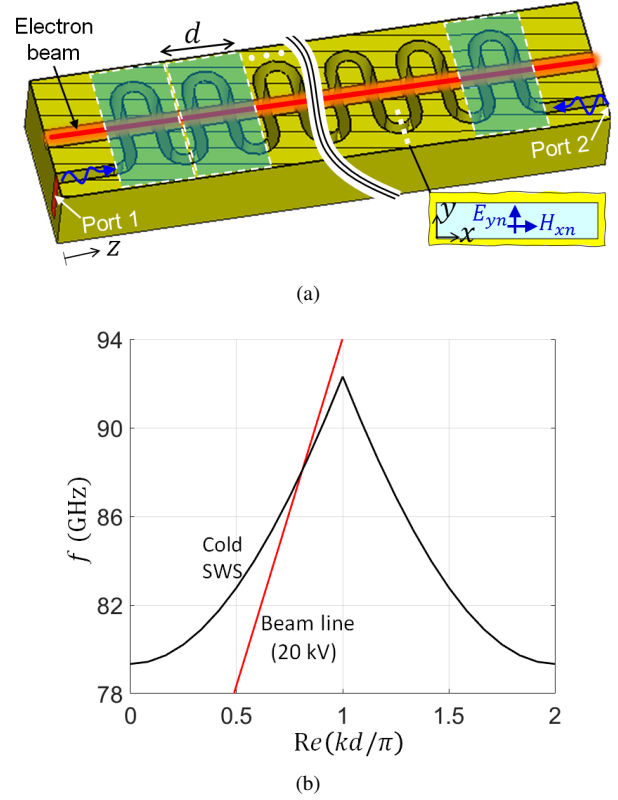 Electron
beam
d
Port 1
z
Port 2
y
x
E_yn
H_xn
(a)
94
90
86
82
78
f (GHz)
Cold
SWS
Beam line
(20 kV)
0
0.5
1
1.5
2
Re(kd/π)
(b)